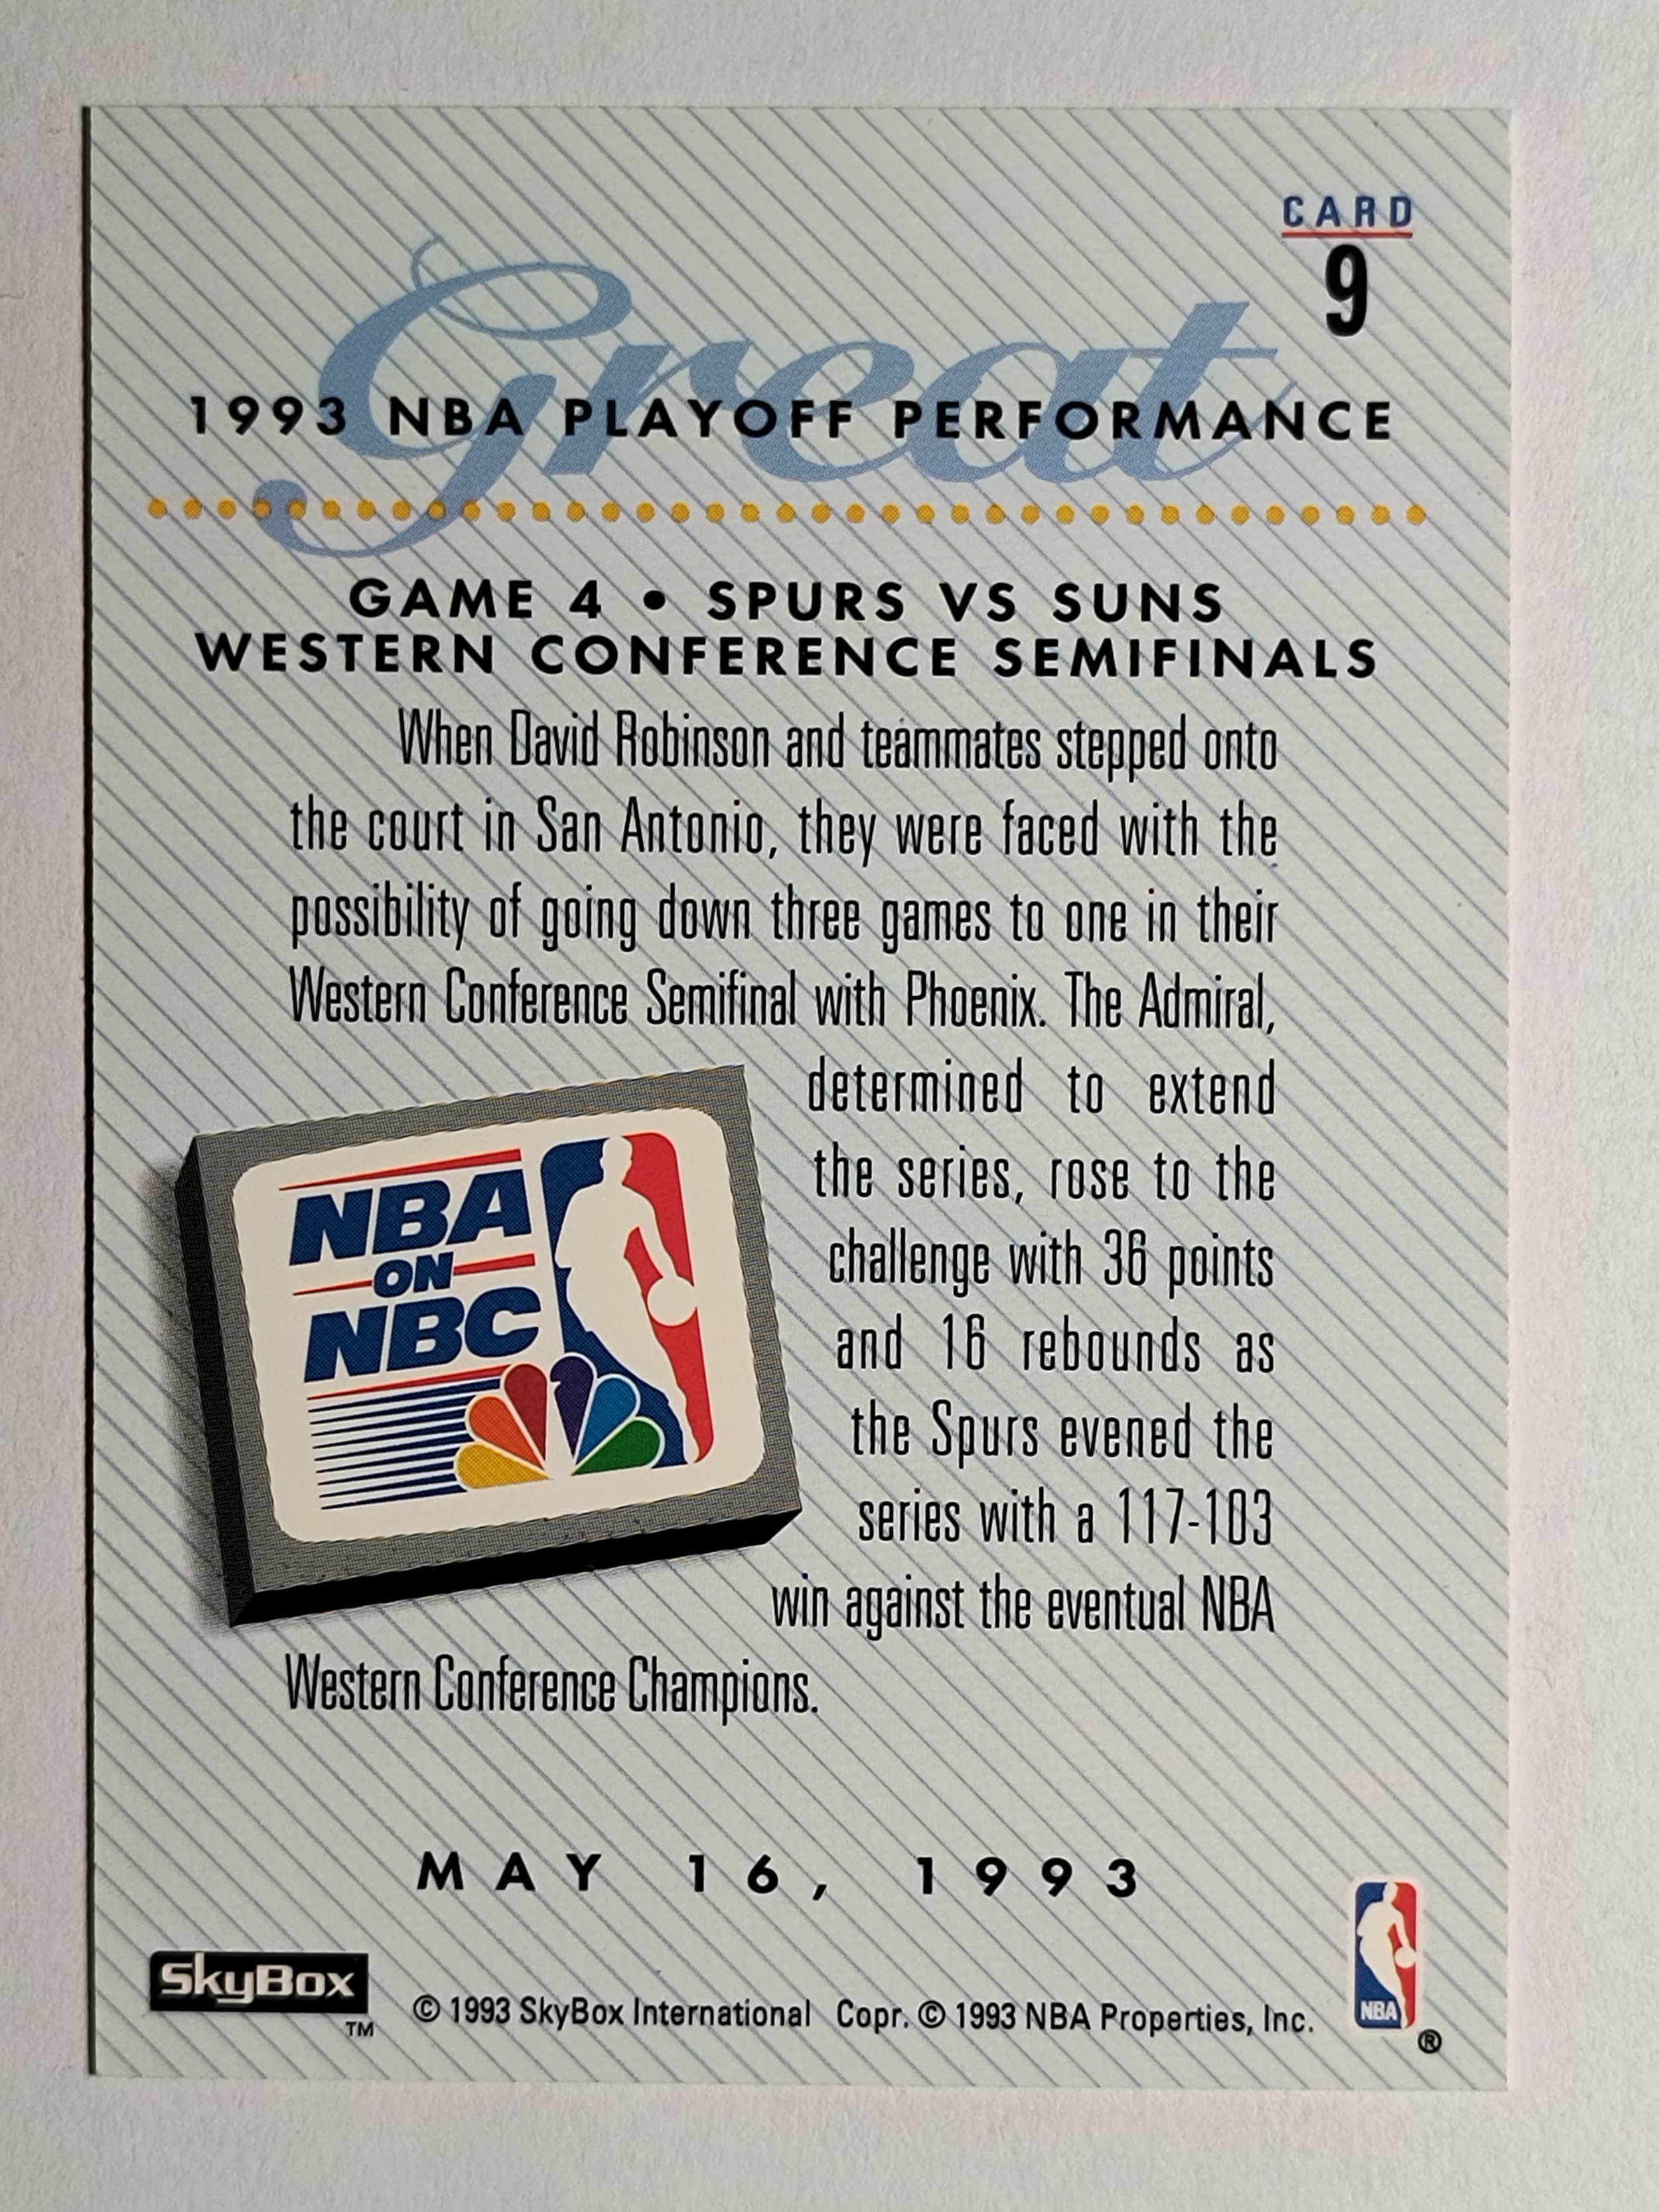 CARD
9
Great
1993 NBA PLAYOFF PERFORMANCE
GAME 4 • SPURS VS SUNS
WESTERN CONFERENCE SEMIFINALS
When David Robinson and teammates stepped onto
the court in San Antonio, they were faced with the
possibility of going down three games to one in their
Western Conference Semifinal with Phoenix. The Admiral,
determined to extend
the series, rose to the
challenge with 36 points
and 16 rebounds as
the Spurs evened the
series with a 117-103
win against the eventual NBA
Western Conference Champions.
NBA
ON
NBC
MAY 16, 1993
SkyBox
TM
© 1993 SkyBox International Copr. © 1993 NBA Properties, Inc.
NBA
®